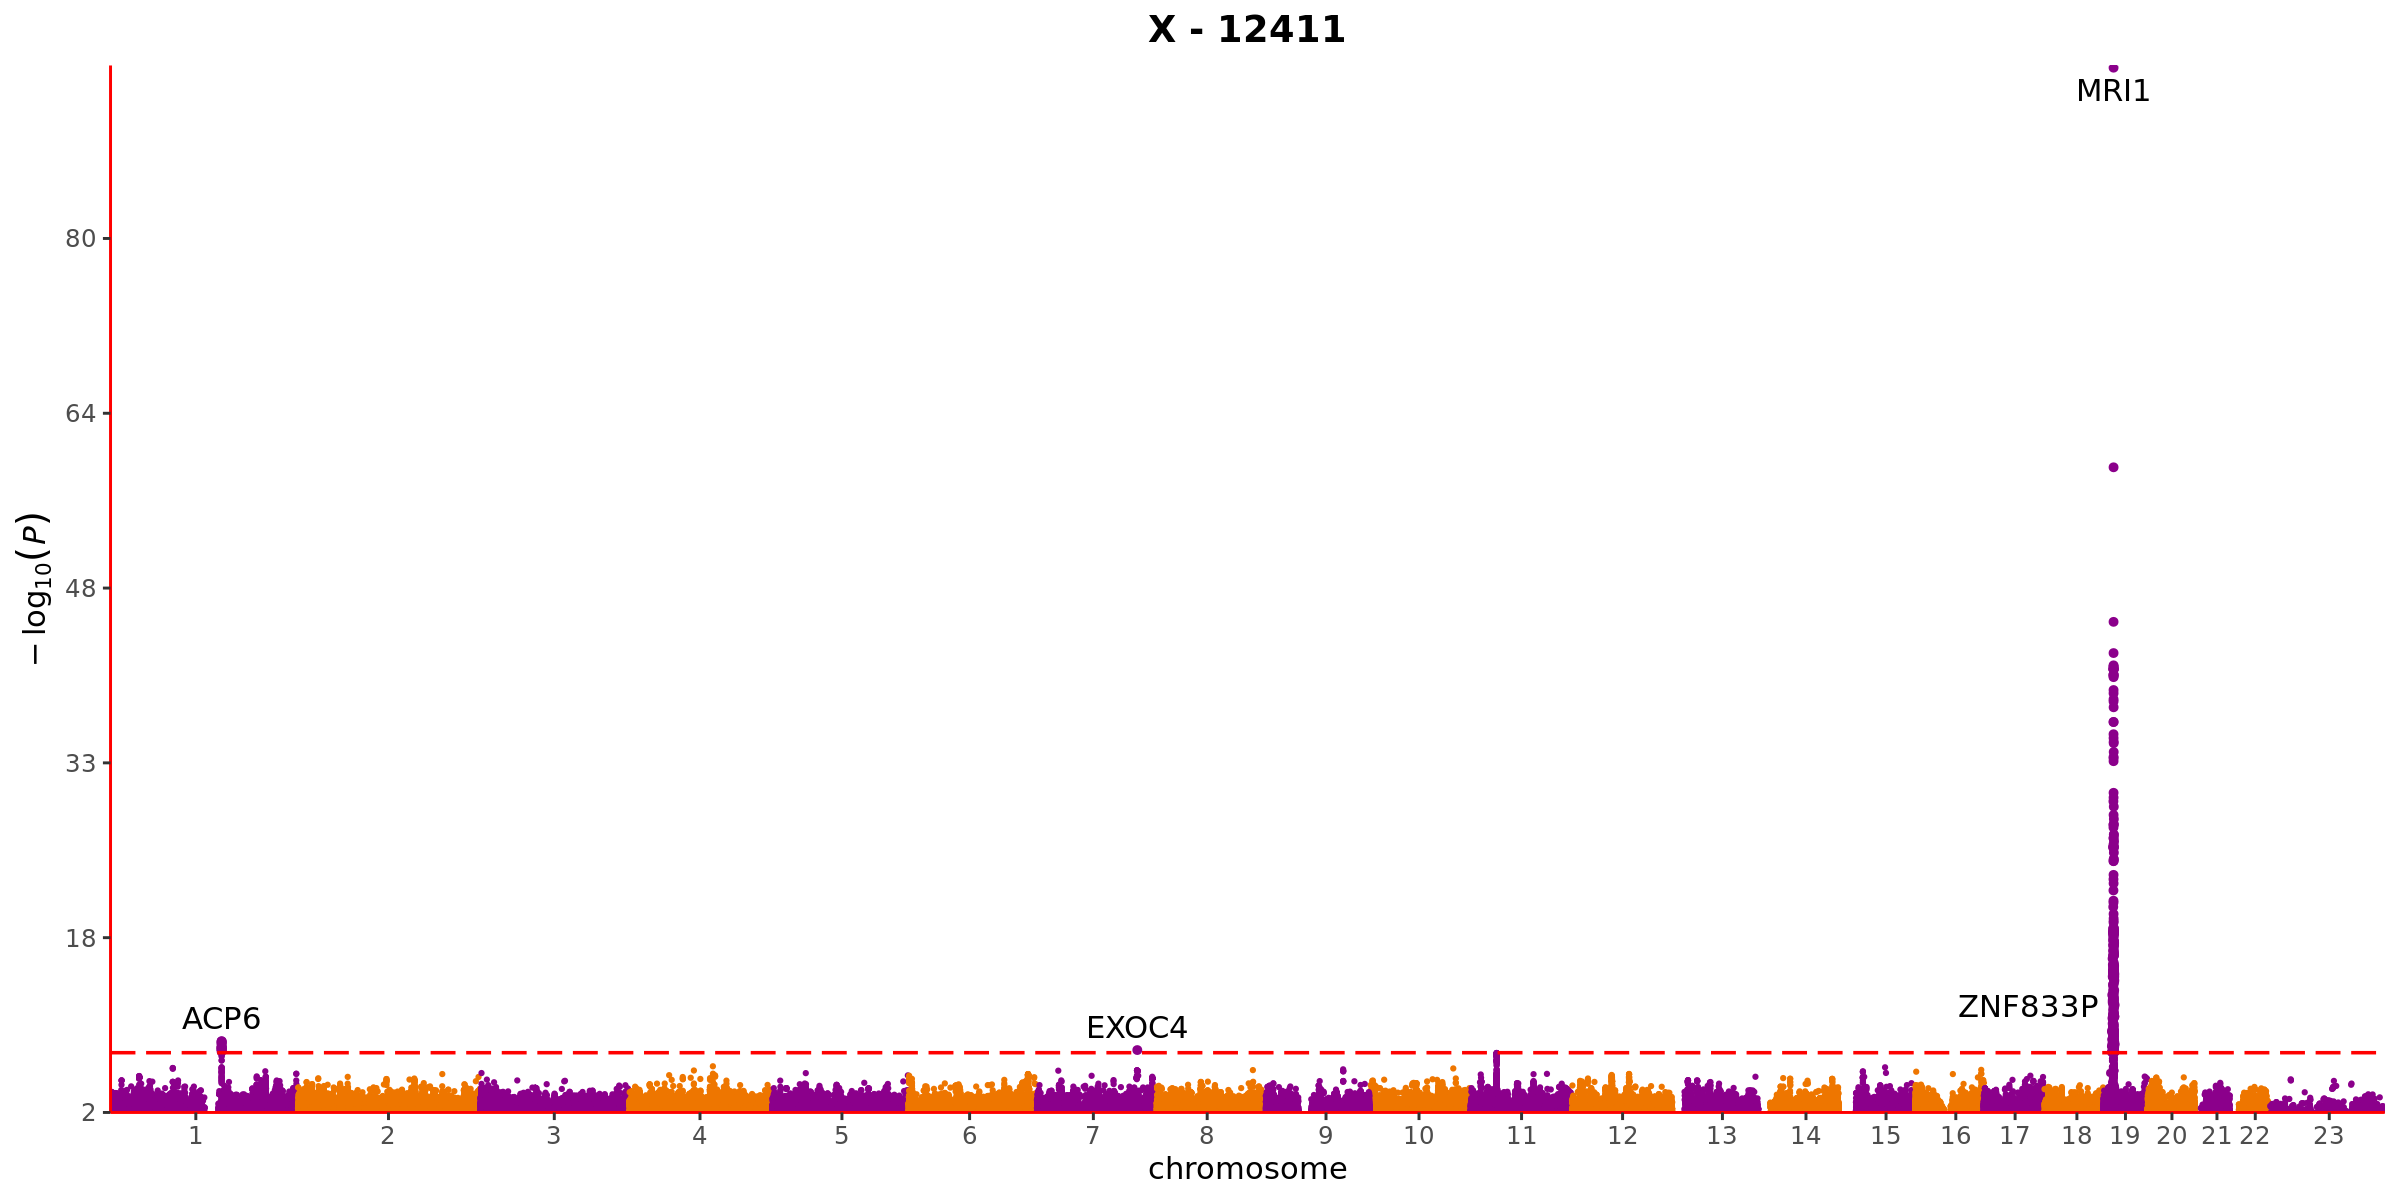 X - 12411
MRI1
80
64
48
33
18
2
− log10(P)
ZNF833P
ACP6
EXOC4
1 2 3 4 5 6 7 8 9 10 11 12 13 14 15 16 17 18 19 20 21 22 23
chromosome